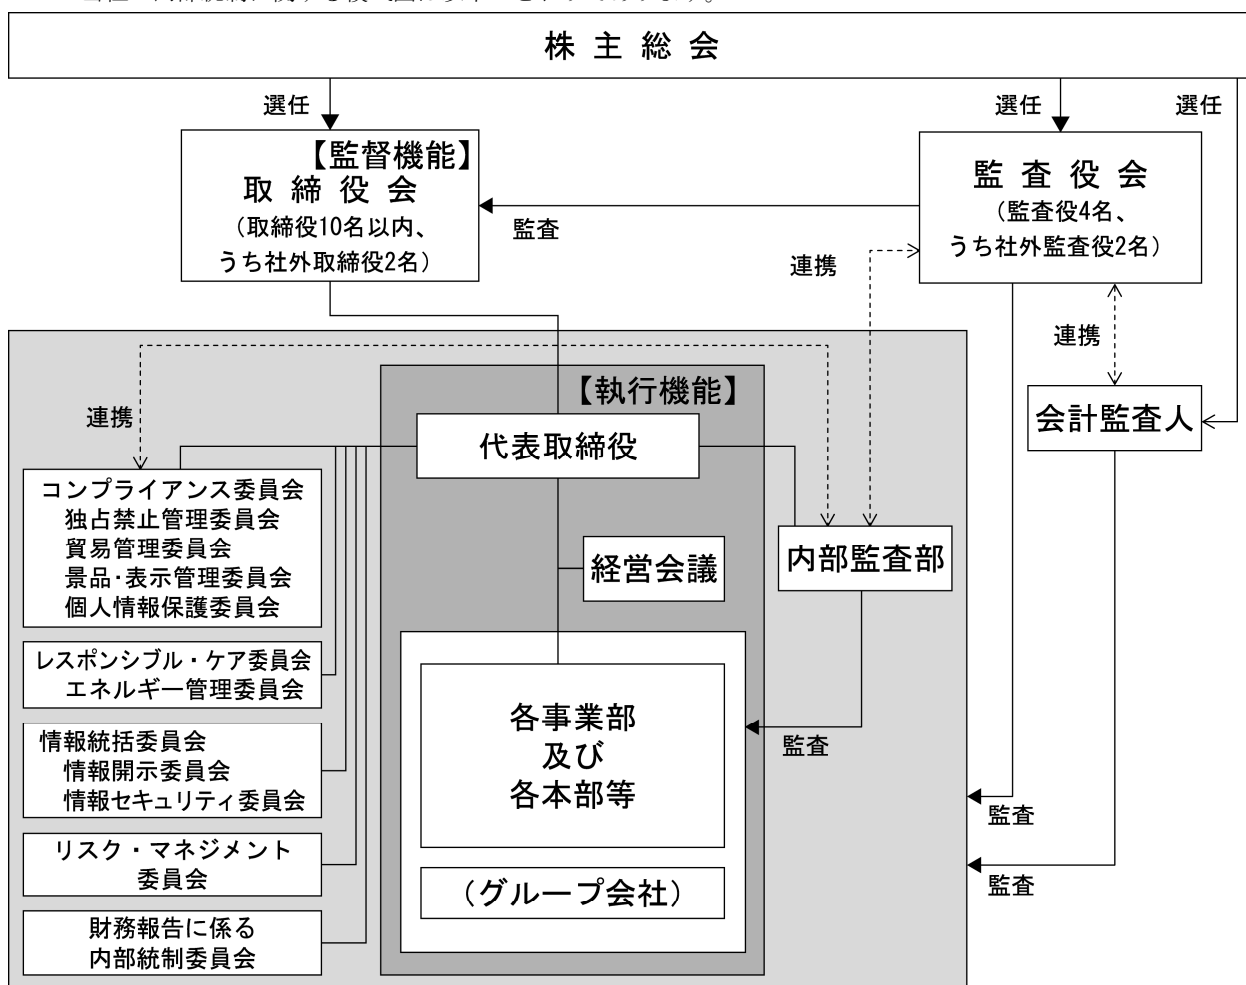 株主総会
選任
選任
選任
【監督機能】
取締役会
（取締役10名以内、
うち社外取締役2名）
監査役会
（監査役4名、
うち社外監査役2名）
監査
連携
連携
会計監査人
【執行機能】
代表取締役
連携
コンプライアンス委員会
独占禁止管理委員会
貿易管理委員会
景品・表示管理委員会
個人情報保護委員会
経営会議
内部監査部
レスポンシブル・ケア委員会
エネルギー管理委員会
各事業部
及び
各本部等
監査
情報統括委員会
情報開示委員会
情報セキュリティ委員会
監査
リスク・マネジメント
委員会
（グループ会社）
監査
財務報告に係る
内部統制委員会